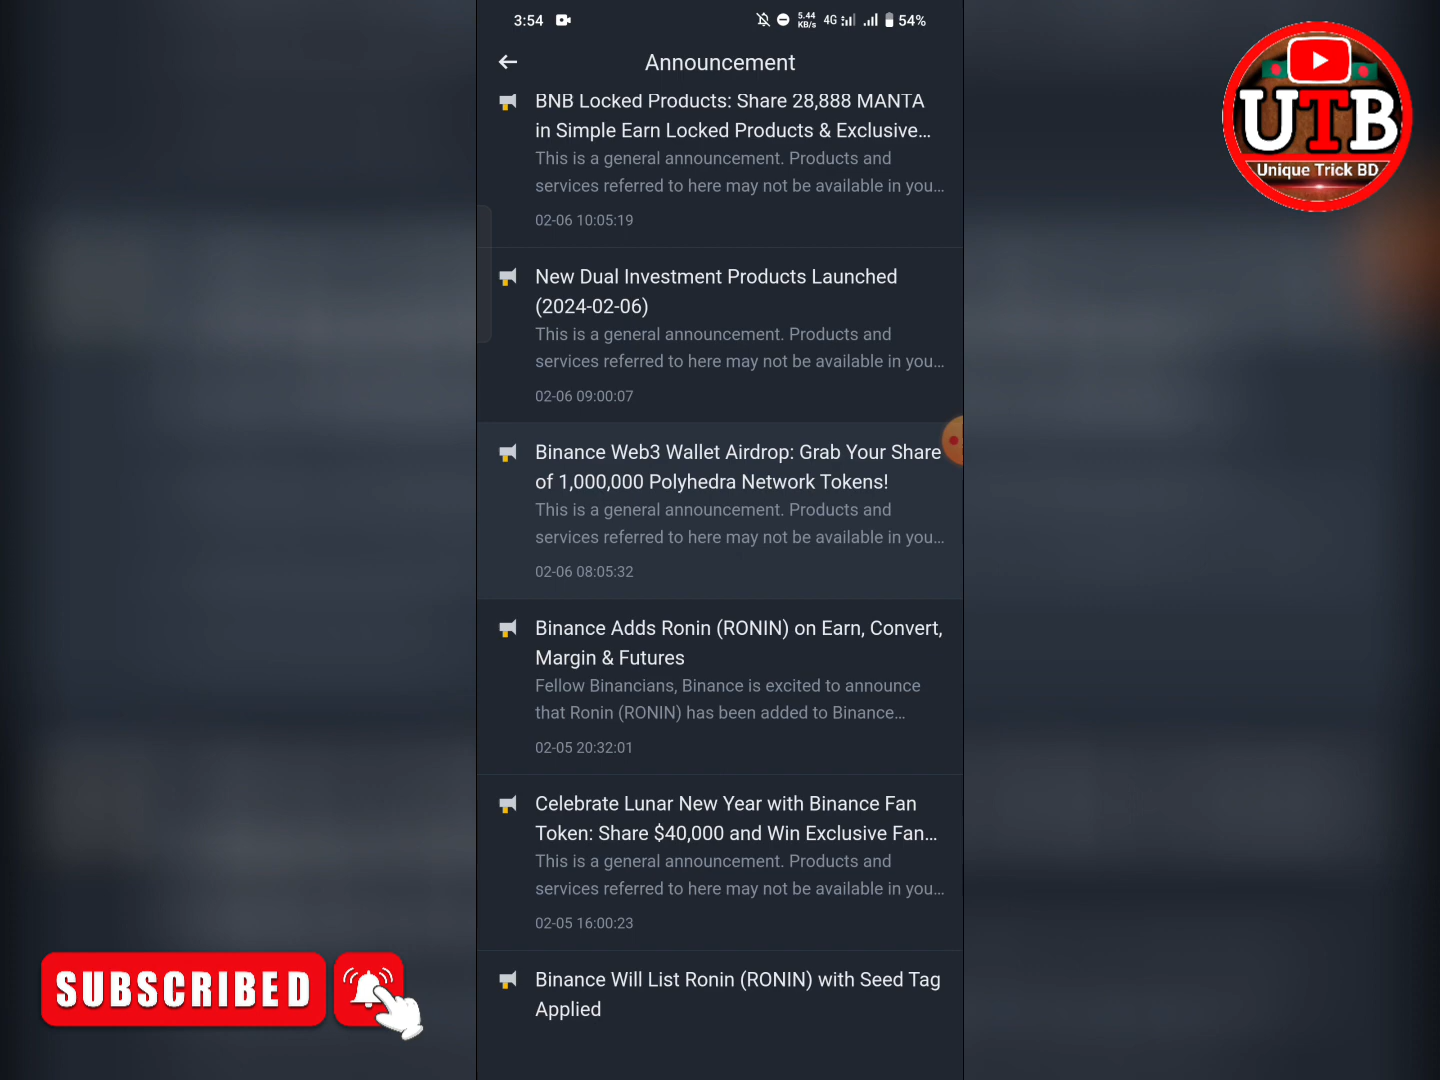 3:54
5.44
KB/s
4G
54%
Announcement
BNB Locked Products: Share 28,888 MANTA
in Simple Earn Locked Products & Exclusive...
This is a general announcement. Products and
services referred to here may not be available in you...
02-06 10:05:19
New Dual Investment Products Launched
(2024-02-06)
This is a general announcement. Products and
services referred to here may not be available in you...
02-06 09:00:07
Binance Web3 Wallet Airdrop: Grab Your Share
of 1,000,000 Polyhedra Network Tokens!
This is a general announcement. Products and
services referred to here may not be available in you...
02-06 08:05:32
Binance Adds Ronin (RONIN) on Earn, Convert,
Margin & Futures
Fellow Binancians, Binance is excited to announce
that Ronin (RONIN) has been added to Binance...
02-05 20:32:01
Celebrate Lunar New Year with Binance Fan
Token: Share $40,000 and Win Exclusive Fan...
This is a general announcement. Products and
services referred to here may not be available in you...
02-05 16:00:23
Binance Will List Ronin (RONIN) with Seed Tag
Applied
UTB
Unique Trick BD
SUBSCRIBED